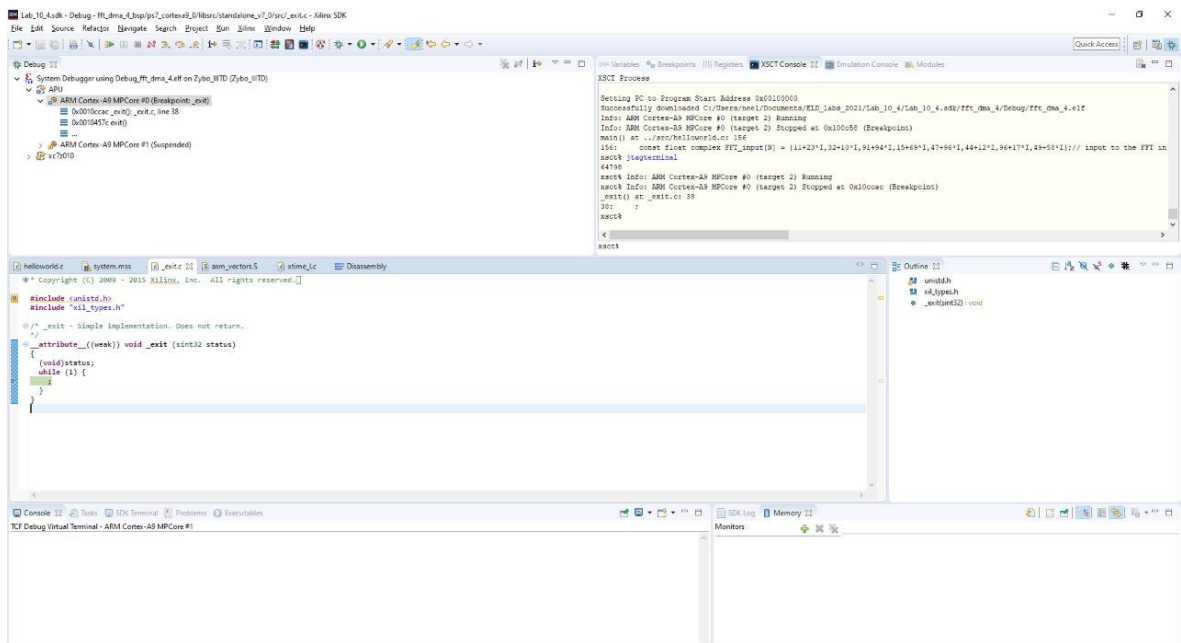 Lab_10_4.sdk - Debug - fft_dma_4_bsp/ps7_cortexa9_0/libsrc/standalone_v7_0/src/_exit.c - Xilinx SDK
File Edit Source Refactor Navigate Search Project Run Xilinx Window Help
Quick Access
Debug
System Debugger using Debug_fft_dma_4.elf on Zybo_IIITD (Zybo_IIITD)
APU
ARM Cortex-A9 MPCore #0 (Breakpoint: _exit)
0x0010ccac _exit(): _exit.c, line 38
0x0010457c exit()
...
ARM Cortex-A9 MPCore #1 (Suspended)
xc7z010
Variables Breakpoints Registers XSCT Console Emulation Console Modules
XSCT Process
Setting PC to Program Start Address 0x00100000
Successfully downloaded C:/Users/neel/Documents/ELD_Labs_2021/Lab_10_4/Lab_10_4.sdk/fft_dma_4/Debug/fft_dma_4.elf
Info: ARM Cortex-A9 MPCore #0 (target 2) Running
Info: ARM Cortex-A9 MPCore #0 (target 2) Stopped at 0x100c58 (Breakpoint)
main() at ../src/helloworld.c: 156
156: const float complex FFT_input[N] = {11+23*I,32+10*I,91+94*I,15+69*I,47+96*I,44+12*I,96+17*I,49+58*I};// input to the FFT in
xsct% jtagterminal
64798
xsct% Info: ARM Cortex-A9 MPCore #0 (target 2) Running
xsct% Info: ARM Cortex-A9 MPCore #0 (target 2) Stopped at 0x10ccac (Breakpoint)
_exit() at _exit.c: 38
38: ;
xsct%
xsct%
helloworld.c system.mss _exit.c asm_vectors.S xtime_l.c Disassembly
* Copyright (C) 2009 - 2015 Xilinx, Inc. All rights reserved.
#include <unistd.h>
#include "xil_types.h"
/* _exit - Simple implementation. Does not return.
*/
__attribute__((weak)) void _exit (sint32 status)
{
(void)status;
while (1) {
;
}
}
Outline
unistd.h
xil_types.h
_exit(sint32) : void
Console Tasks SDK Terminal Problems Executables
TCF Debug Virtual Terminal - ARM Cortex-A9 MPCore #1
SDK Log Memory
Monitors